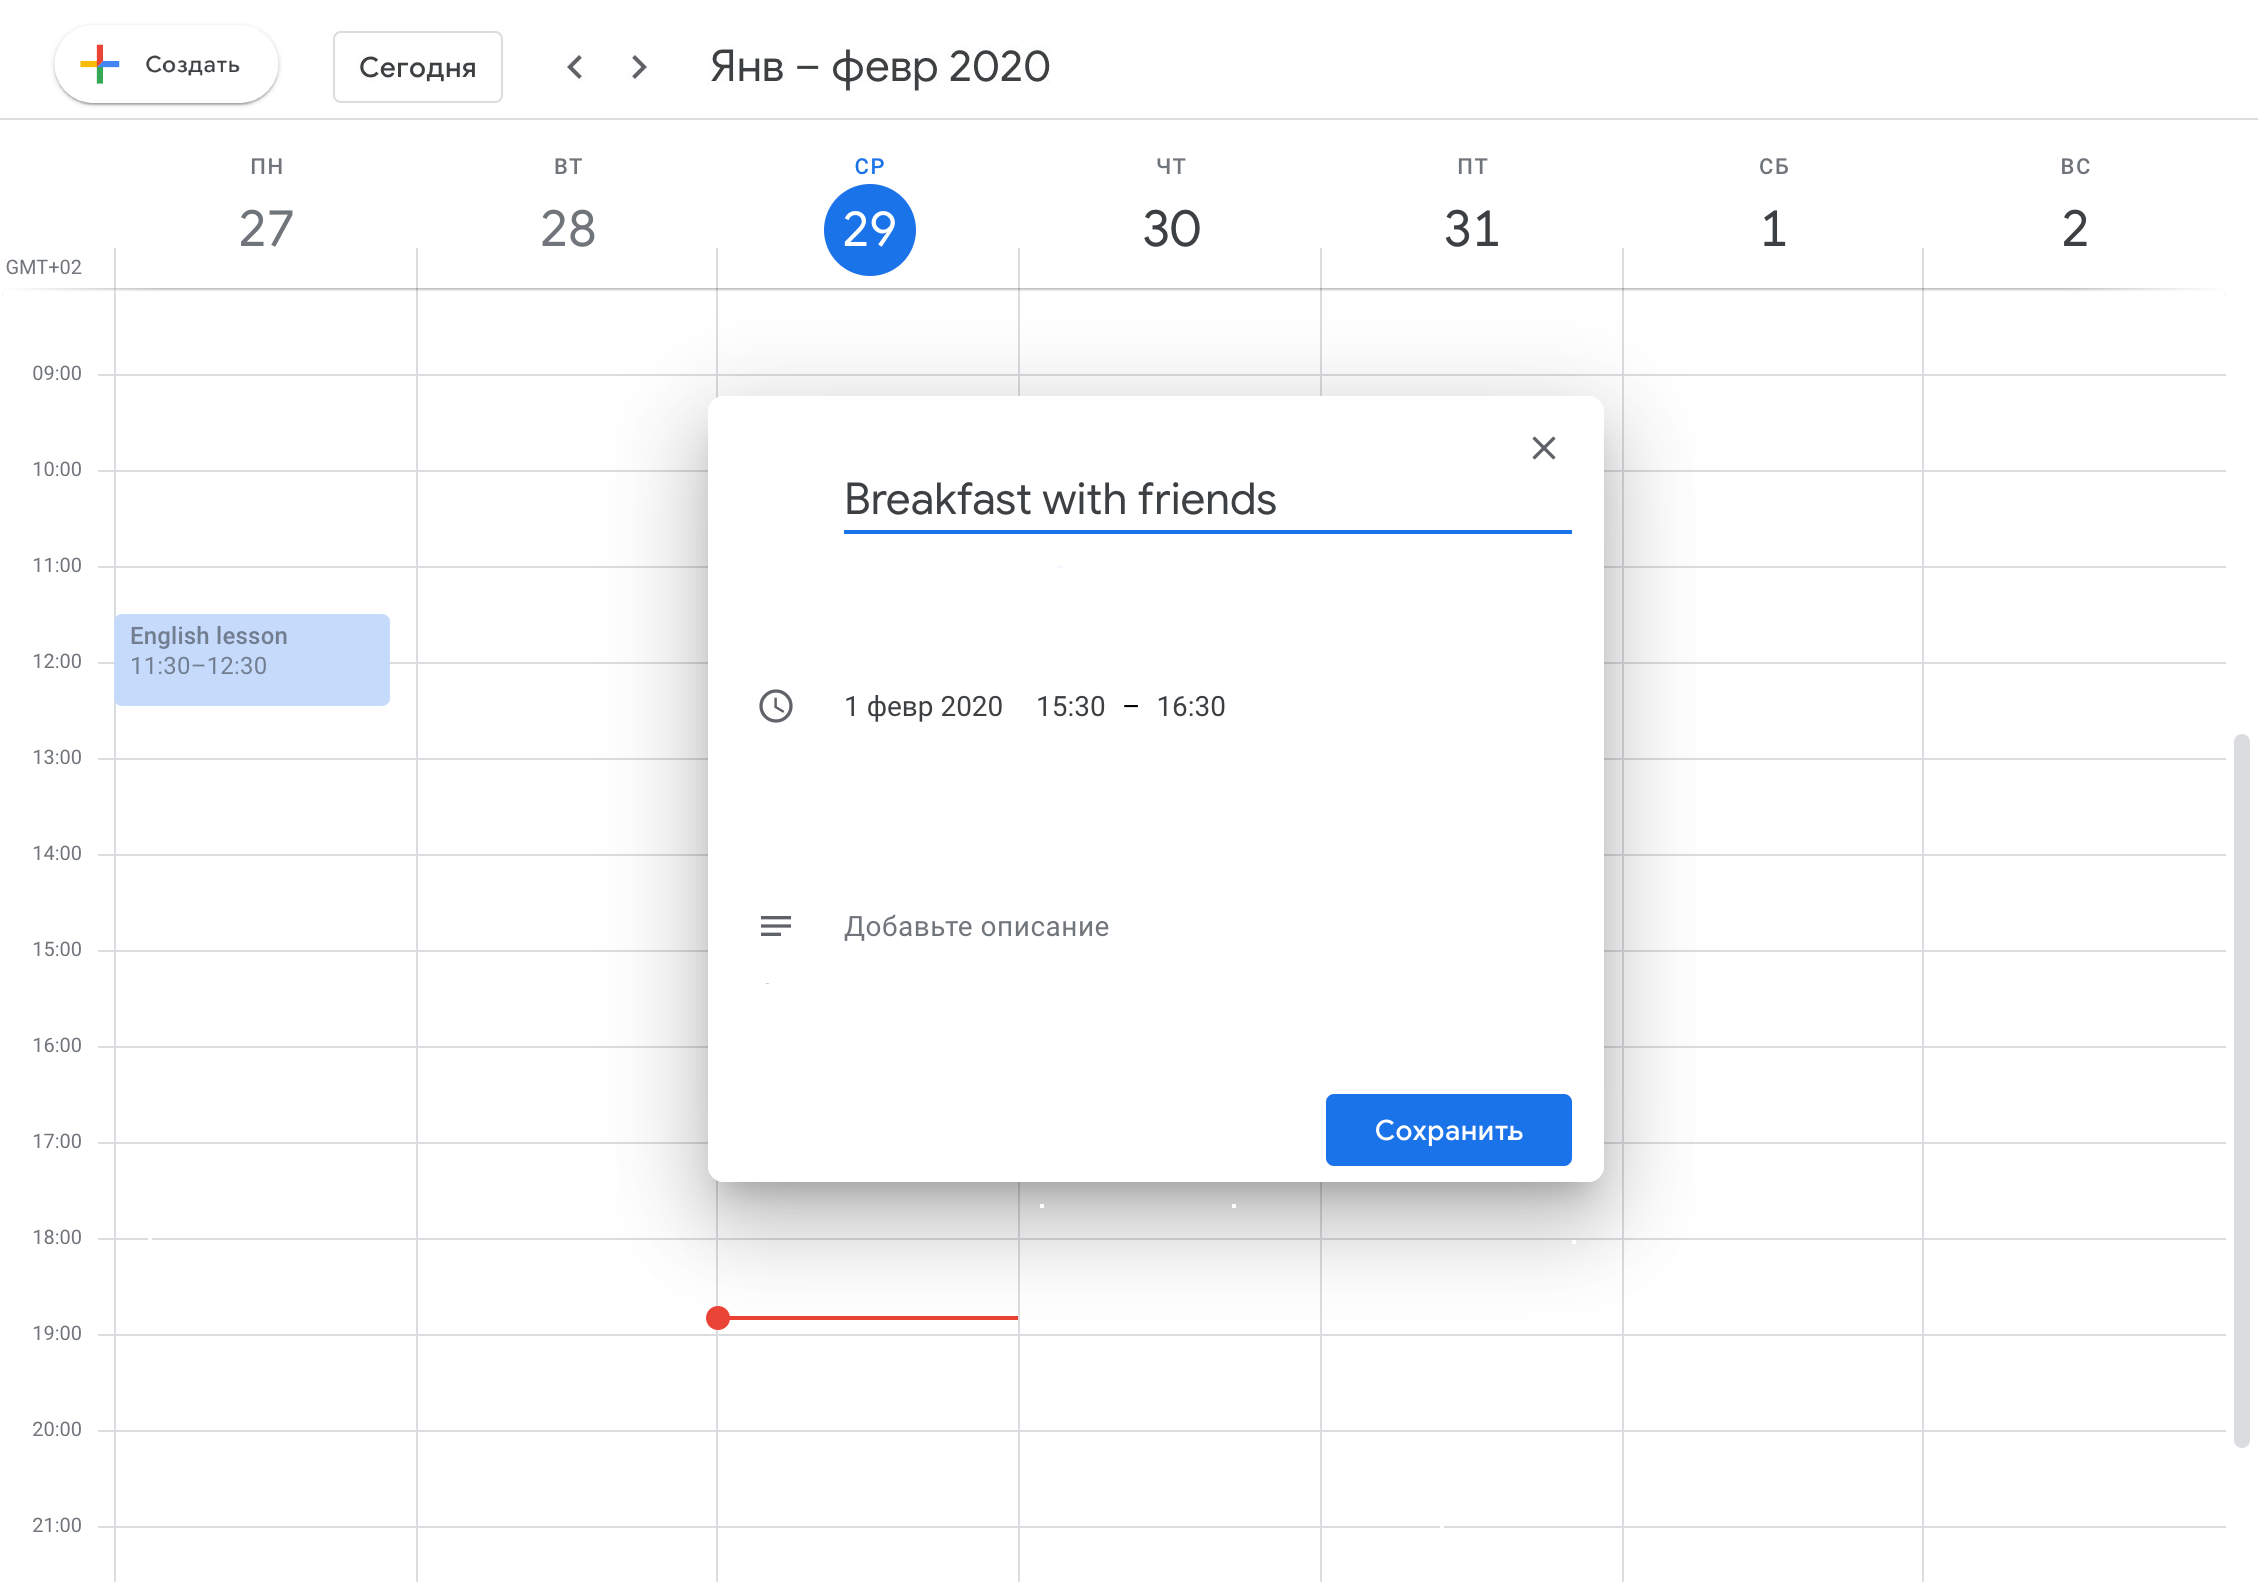 Создать
Сегодня
Янв – февр 2020
ПН ВТ СР ЧТ ПТ СБ ВС
27 28 29 30 31 1 2
GMT+02
09:00
10:00
11:00
12:00
13:00
14:00
15:00
16:00
17:00
18:00
19:00
20:00
21:00
English lesson
11:30–12:30
Breakfast with friends
1 февр 2020 15:30 – 16:30
Добавьте описание
Сохранить